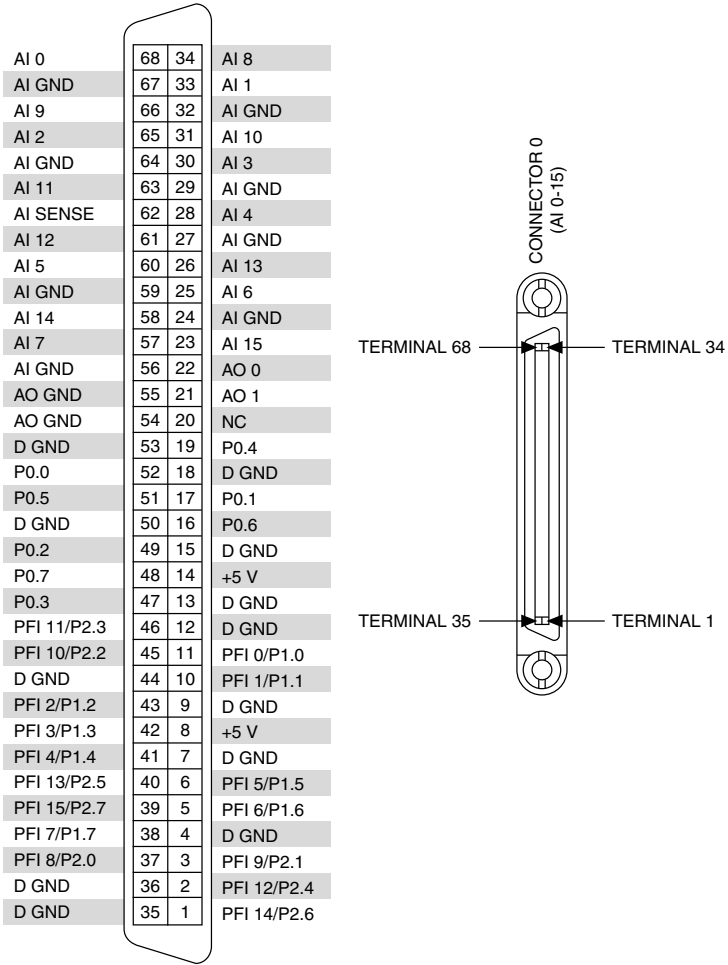 AI 0 68 34 AI 8
AI GND 67 33 AI 1
AI 9 66 32 AI GND
AI 2 65 31 AI 10
AI GND 64 30 AI 3
AI 11 63 29 AI GND
AI SENSE 62 28 AI 4
AI 12 61 27 AI GND
AI 5 60 26 AI 13
AI GND 59 25 AI 6
AI 14 58 24 AI GND
AI 7 57 23 AI 15
AI GND 56 22 AO 0
AO GND 55 21 AO 1
AO GND 54 20 NC
D GND 53 19 P0.4
P0.0 52 18 D GND
P0.5 51 17 P0.1
D GND 50 16 P0.6
P0.2 49 15 D GND
P0.7 48 14 +5 V
P0.3 47 13 D GND
PFI 11/P2.3 46 12 D GND
PFI 10/P2.2 45 11 PFI 0/P1.0
D GND 44 10 PFI 1/P1.1
PFI 2/P1.2 43 9 D GND
PFI 3/P1.3 42 8 +5 V
PFI 4/P1.4 41 7 D GND
PFI 13/P2.5 40 6 PFI 5/P1.5
PFI 15/P2.7 39 5 PFI 6/P1.6
PFI 7/P1.7 38 4 D GND
PFI 8/P2.0 37 3 PFI 9/P2.1
D GND 36 2 PFI 12/P2.4
D GND 35 1 PFI 14/P2.6
CONNECTOR 0
(AI 0-15)
TERMINAL 68 TERMINAL 34
TERMINAL 35 TERMINAL 1